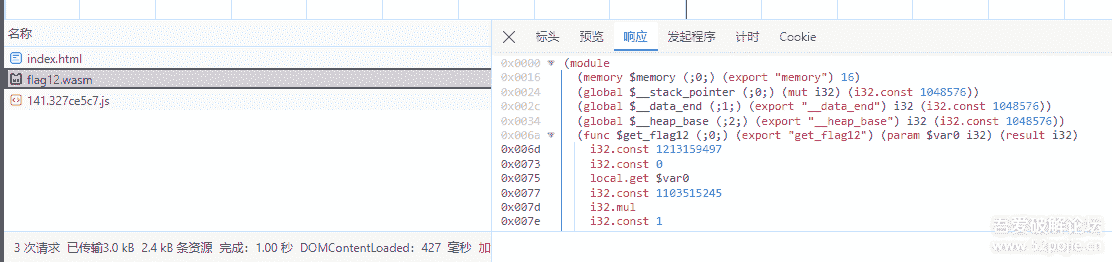 名称
index.html
flag12.wasm
141.327ce5c7.js
3 次请求 已传输3.0 kB 2.4 kB 条资源 完成：1.00 秒 DOMContentLoaded：427 毫秒 加
标头 预览 响应 发起程序 计时 Cookie
0x0000 (module
0x0016 (memory $memory (;0;) (export "memory") 16)
0x0024 (global $__stack_pointer (;0;) (mut i32) (i32.const 1048576))
0x002c (global $__data_end (;1;) (export "__data_end") i32 (i32.const 1048576))
0x0034 (global $__heap_base (;2;) (export "__heap_base") i32 (i32.const 1048576))
0x006a (func $get_flag12 (;0;) (export "get_flag12") (param $var0 i32) (result i32)
0x006d i32.const 1213159497
0x0073 i32.const 0
0x0075 local.get $var0
0x0077 i32.const 1103515245
0x007d i32.mul
0x007e i32.const 1
吾爱破解论坛
www.52pojie.cn